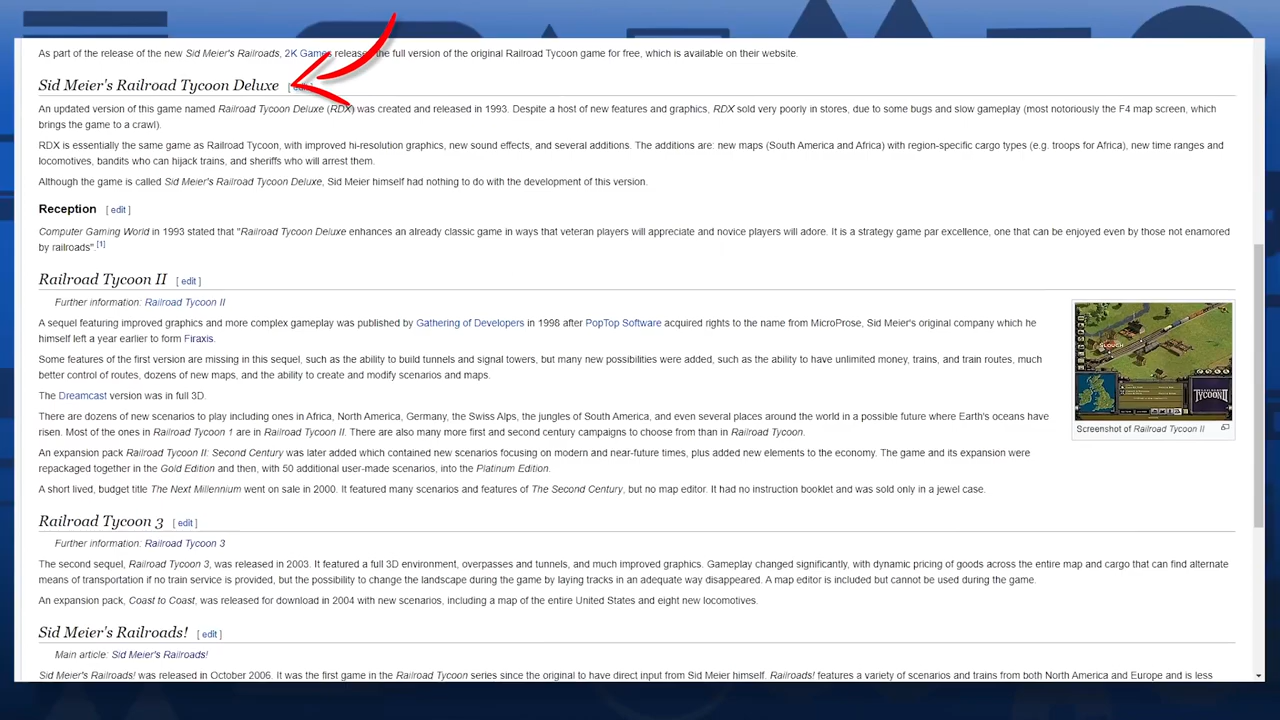 As part of the release of the new Sid Meier's Railroads, 2K Games release the full version of the original Railroad Tycoon game for free, which is available on their website.
Sid Meier's Railroad Tycoon Deluxe [ edit ]
An updated version of this game named Railroad Tycoon Deluxe (RDX) was created and released in 1993. Despite a host of new features and graphics, RDX sold very poorly in stores, due to some bugs and slow gameplay (most notoriously the F4 map screen, which
brings the game to a crawl).
RDX is essentially the same game as Railroad Tycoon, with improved hi-resolution graphics, new sound effects, and several additions. The additions are: new maps (South America and Africa) with region-specific cargo types (e.g. troops for Africa), new time ranges and
locomotives, bandits who can hijack trains, and sheriffs who will arrest them.
Although the game is called Sid Meier's Railroad Tycoon Deluxe, Sid Meier himself had nothing to do with the development of this version.
Reception [ edit ]
Computer Gaming World in 1993 stated that "Railroad Tycoon Deluxe enhances an already classic game in ways that veteran players will appreciate and novice players will adore. It is a strategy game par excellence, one that can be enjoyed even by those not enamored
by railroads".[1]
Railroad Tycoon II [ edit ]
Further information: Railroad Tycoon II
A sequel featuring improved graphics and more complex gameplay was published by Gathering of Developers in 1998 after PopTop Software acquired rights to the name from MicroProse, Sid Meier's original company which he
himself left a year earlier to form Firaxis.
Some features of the first version are missing in this sequel, such as the ability to build tunnels and signal towers, but many new possibilities were added, such as the ability to have unlimited money, trains, and train routes, much
better control of routes, dozens of new maps, and the ability to create and modify scenarios and maps.
The Dreamcast version was in full 3D.
There are dozens of new scenarios to play including ones in Africa, North America, Germany, the Swiss Alps, the jungles of South America, and even several places around the world in a possible future where Earth's oceans have
risen. Most of the ones in Railroad Tycoon 1 are in Railroad Tycoon II. There are also many more first and second century campaigns to choose from than in Railroad Tycoon.
An expansion pack Railroad Tycoon II: Second Century was later added which contained new scenarios focusing on modern and near-future times, plus added new elements to the economy. The game and its expansion were
repackaged together in the Gold Edition and then, with 50 additional user-made scenarios, into the Platinum Edition.
A short lived, budget title The Next Millennium went on sale in 2000. It featured many scenarios and features of The Second Century, but no map editor. It had no instruction booklet and was sold only in a jewel case.
SLOUGH
TYCOON II
Screenshot of Railroad Tycoon II
Railroad Tycoon 3 [ edit ]
Further information: Railroad Tycoon 3
The second sequel, Railroad Tycoon 3, was released in 2003. It featured a full 3D environment, overpasses and tunnels, and much improved graphics. Gameplay changed significantly, with dynamic pricing of goods across the entire map and cargo that can find alternate
means of transportation if no train service is provided, but the possibility to change the landscape during the game by laying tracks in an adequate way disappeared. A map editor is included but cannot be used during the game.
An expansion pack, Coast to Coast, was released for download in 2004 with new scenarios, including a map of the entire United States and eight new locomotives.
Sid Meier's Railroads! [ edit ]
Main article: Sid Meier's Railroads!
Sid Meier's Railroads! was released in October 2006. It was the first game in the Railroad Tycoon series since the original to have direct input from Sid Meier himself. Railroads! features a variety of scenarios and trains from both North America and Europe and is less